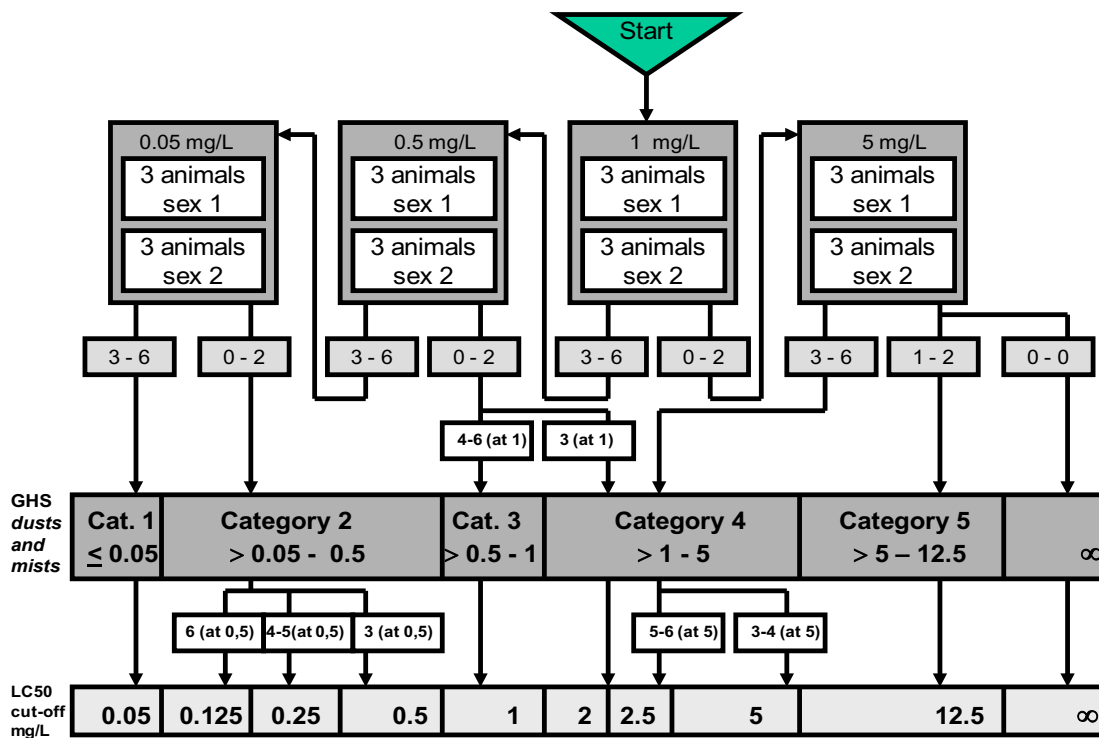 Start
0.05 mg/L
3 animals
sex 1
3 animals
sex 2
0.5 mg/L
3 animals
sex 1
3 animals
sex 2
1 mg/L
3 animals
sex 1
3 animals
sex 2
5 mg/L
3 animals
sex 1
3 animals
sex 2
3 - 6
0 - 2
3 - 6
0 - 2
3 - 6
0 - 2
3 - 6
1 - 2
0 - 0
4-6 (at 1)
3 (at 1)
GHS
dusts
and
mists
Cat. 1
≤ 0.05
Category 2
> 0.05 - 0.5
Cat. 3
> 0.5 - 1
Category 4
> 1 - 5
Category 5
> 5 – 12.5
∞
6 (at 0,5)
4-5(at 0,5)
3 (at 0,5)
5-6 (at 5)
3-4 (at 5)
LC50
cut-off
mg/L
0.05
0.125
0.25
0.5
1
2
2.5
5
12.5
∞